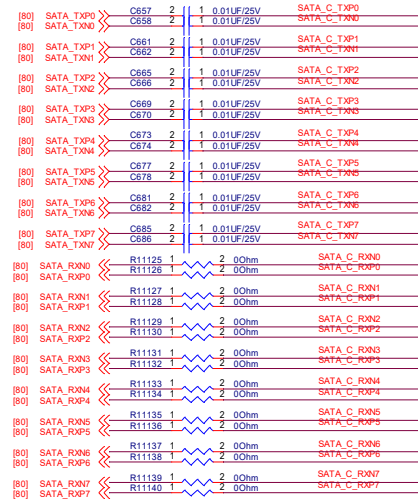 [80] SATA_TXP0 C657 2 1 0.01UF/25V SATA_C_TXP0
[80] SATA_TXN0 C658 2 1 0.01UF/25V SATA_C_TXN0
[80] SATA_TXP1 C661 2 1 0.01UF/25V SATA_C_TXP1
[80] SATA_TXN1 C662 2 1 0.01UF/25V SATA_C_TXN1
[80] SATA_TXP2 C665 2 1 0.01UF/25V SATA_C_TXP2
[80] SATA_TXN2 C666 2 1 0.01UF/25V SATA_C_TXN2
[80] SATA_TXP3 C669 2 1 0.01UF/25V SATA_C_TXP3
[80] SATA_TXN3 C670 2 1 0.01UF/25V SATA_C_TXN3
[80] SATA_TXP4 C673 2 1 0.01UF/25V SATA_C_TXP4
[80] SATA_TXN4 C674 2 1 0.01UF/25V SATA_C_TXN4
[80] SATA_TXP5 C677 2 1 0.01UF/25V SATA_C_TXP5
[80] SATA_TXN5 C678 2 1 0.01UF/25V SATA_C_TXN5
[80] SATA_TXP6 C681 2 1 0.01UF/25V SATA_C_TXP6
[80] SATA_TXN6 C682 2 1 0.01UF/25V SATA_C_TXN6
[80] SATA_TXP7 C685 2 1 0.01UF/25V SATA_C_TXP7
[80] SATA_TXN7 C686 2 1 0.01UF/25V SATA_C_TXN7
[80] SATA_RXN0 R11125 1 2 0Ohm SATA_C_RXN0
[80] SATA_RXP0 R11126 1 2 0Ohm SATA_C_RXP0
[80] SATA_RXN1 R11127 1 2 0Ohm SATA_C_RXN1
[80] SATA_RXP1 R11128 1 2 0Ohm SATA_C_RXP1
[80] SATA_RXN2 R11129 1 2 0Ohm SATA_C_RXN2
[80] SATA_RXP2 R11130 1 2 0Ohm SATA_C_RXP2
[80] SATA_RXN3 R11131 1 2 0Ohm SATA_C_RXN3
[80] SATA_RXP3 R11132 1 2 0Ohm SATA_C_RXP3
[80] SATA_RXN4 R11133 1 2 0Ohm SATA_C_RXN4
[80] SATA_RXP4 R11134 1 2 0Ohm SATA_C_RXP4
[80] SATA_RXN5 R11135 1 2 0Ohm SATA_C_RXN5
[80] SATA_RXP5 R11136 1 2 0Ohm SATA_C_RXP5
[80] SATA_RXN6 R11137 1 2 0Ohm SATA_C_RXN6
[80] SATA_RXP6 R11138 1 2 0Ohm SATA_C_RXP6
[80] SATA_RXN7 R11139 1 2 0Ohm SATA_C_RXN7
[80] SATA_RXP7 R11140 1 2 0Ohm SATA_C_RXP7